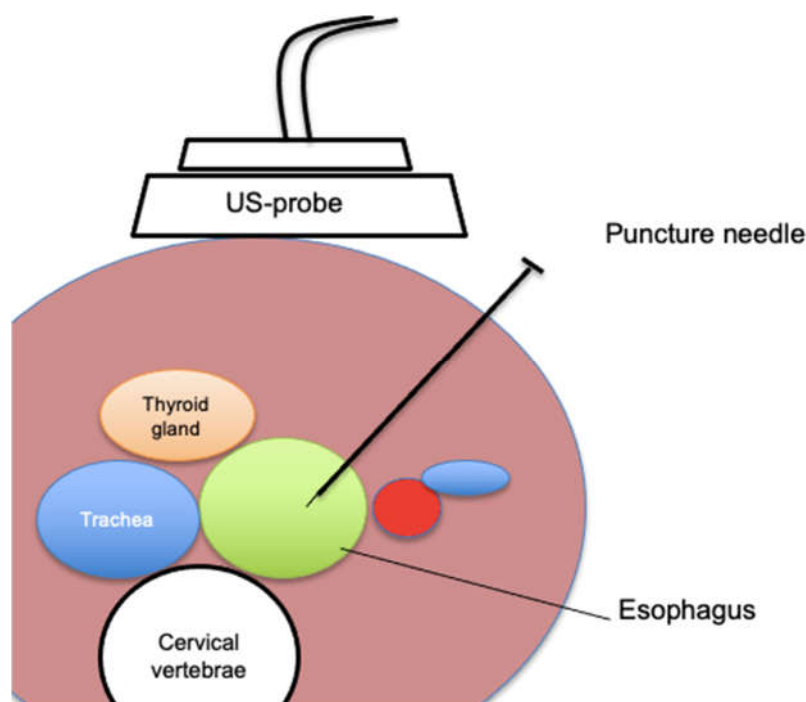 US-probe
Puncture needle
Thyroid
gland
Trachea
Esophagus
Cervical
vertebrae